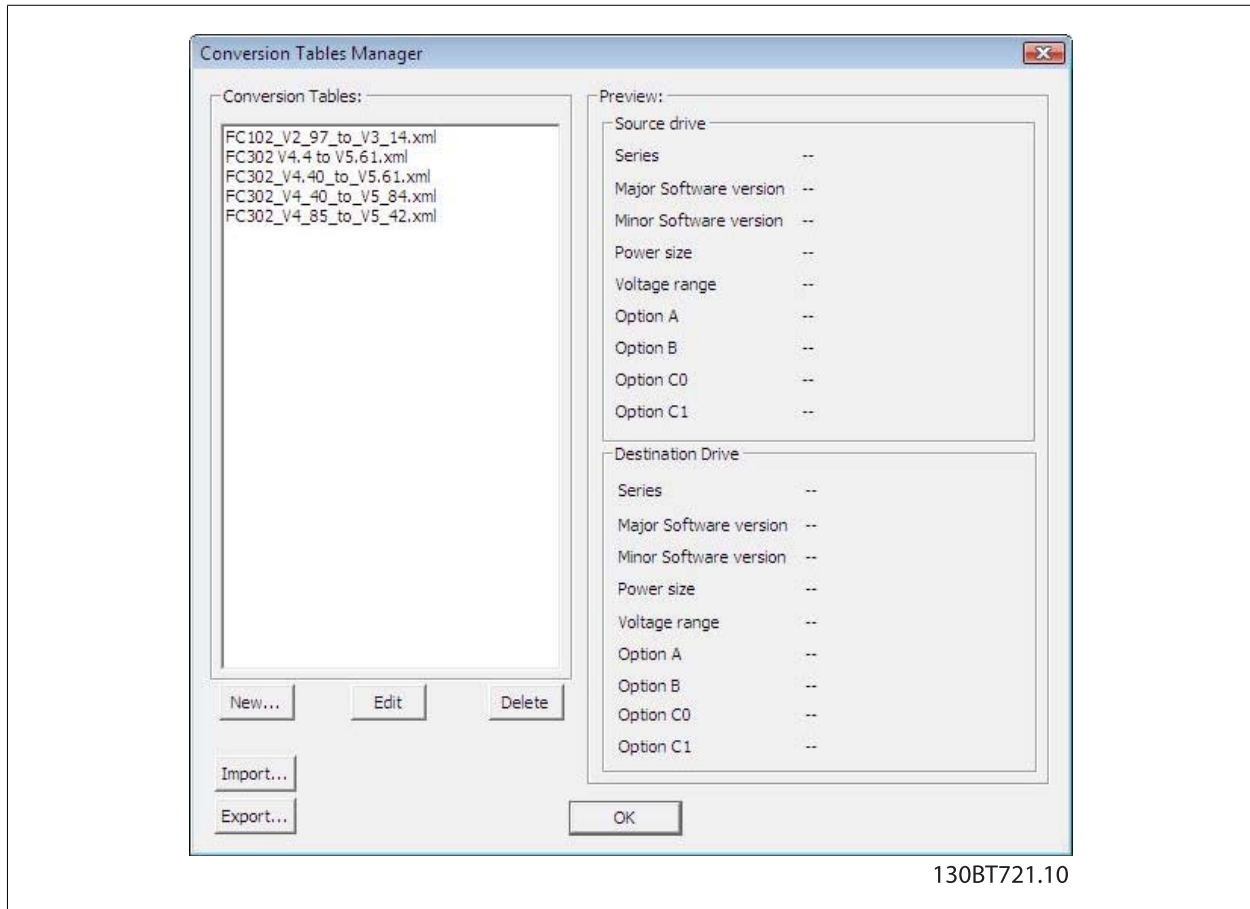 Conversion Tables Manager
Conversion Tables:
FC102_V2_97_to_V3_14.xml
FC302 V4.4 to V5.61.xml
FC302_V4.40_to_V5.61.xml
FC302_V4_40_to_V5_84.xml
FC302_V4_85_to_V5_42.xml
New...
Edit
Delete
Import...
Export...
Preview:
Source drive
Series --
Major Software version --
Minor Software version --
Power size --
Voltage range --
Option A --
Option B --
Option C0 --
Option C1 --
Destination Drive
Series --
Major Software version --
Minor Software version --
Power size --
Voltage range --
Option A --
Option B --
Option C0 --
Option C1 --
OK
130BT721.10